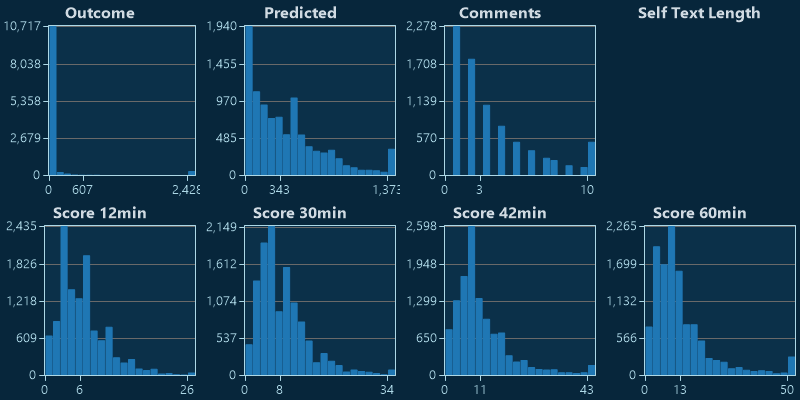 Outcome
10,717
8,038
5,358
2,679
0
0 607 2,428
Predicted
1,940
1,455
970
485
0
0 343 1,373
Comments
2,278
1,708
1,139
570
0
0 3 10
Self Text Length
Score 12min
2,435
1,826
1,218
609
0
0 6 26
Score 30min
2,149
1,612
1,074
537
0
0 8 34
Score 42min
2,598
1,948
1,299
650
0
0 11 43
Score 60min
2,265
1,699
1,132
566
0
0 13 50